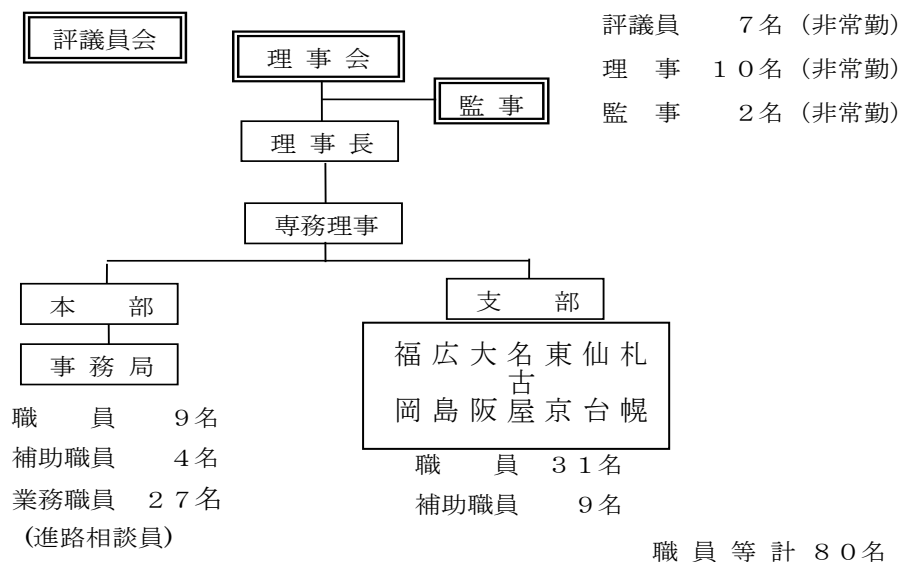 評議員会
理事会
監事
理事長
専務理事
評議員 7名 (非常勤)
理　事 10名 (非常勤)
監　事 2名 (非常勤)
本　部
事務局
職　員 9名
補助職員 4名
業務職員 27名
(進路相談員)
支　部
札幌
仙台
東京
名古屋
大阪
広島
福岡
職　員 31名
補助職員 9名
職員等計 80名